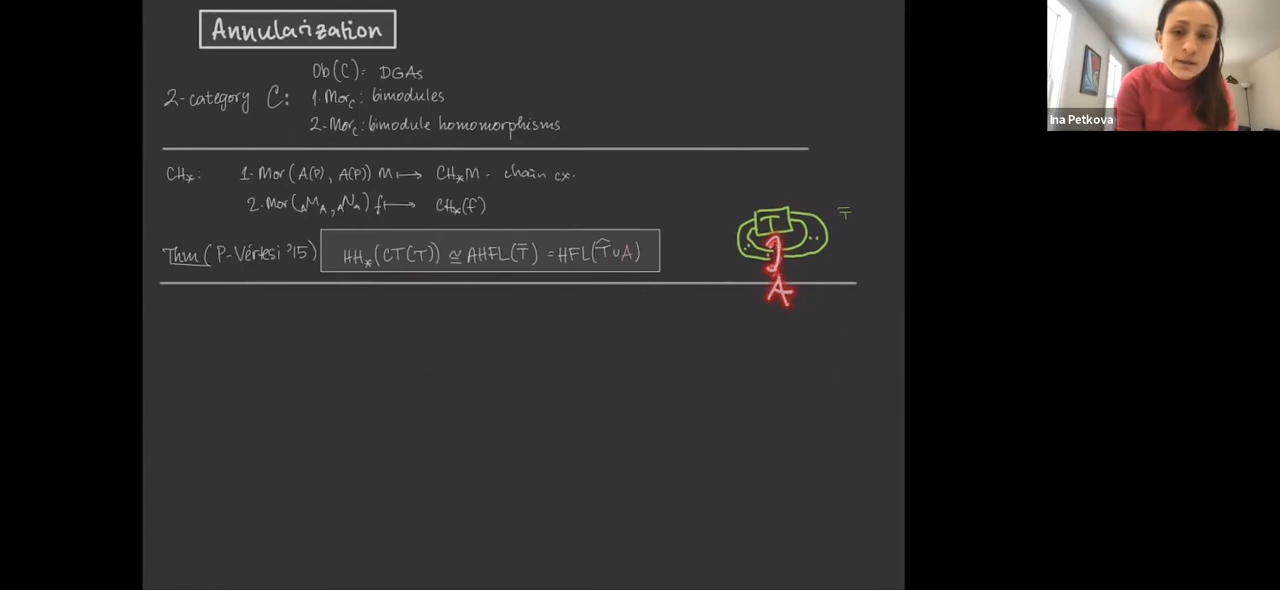 Annularization
Ob(C)= DGAs
2-category C: 1-Mor_C: bimodules
2-Mor_C: bimodule homomorphisms
CH_*: 1-Mor(A(P), A(P)) M ⟼ CH_*M - chain cx.
2-Mor(_AM_A, _AN_A) f ⟼ CH_*(f)
Thm (P-Vértesi '15) HH_*(CT(T)) ≅ AHFL(T̄) = HFL(T̂∪A)
T
T̄
A
Ina Petkova